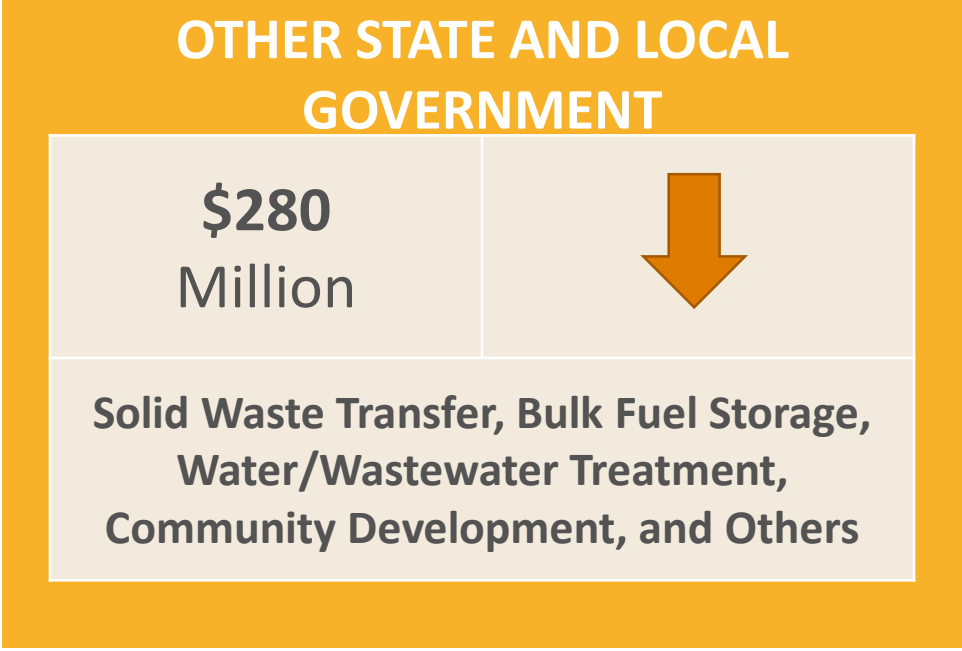 OTHER STATE AND LOCAL
GOVERNMENT
$280
Million
Solid Waste Transfer, Bulk Fuel Storage,
Water/Wastewater Treatment,
Community Development, and Others